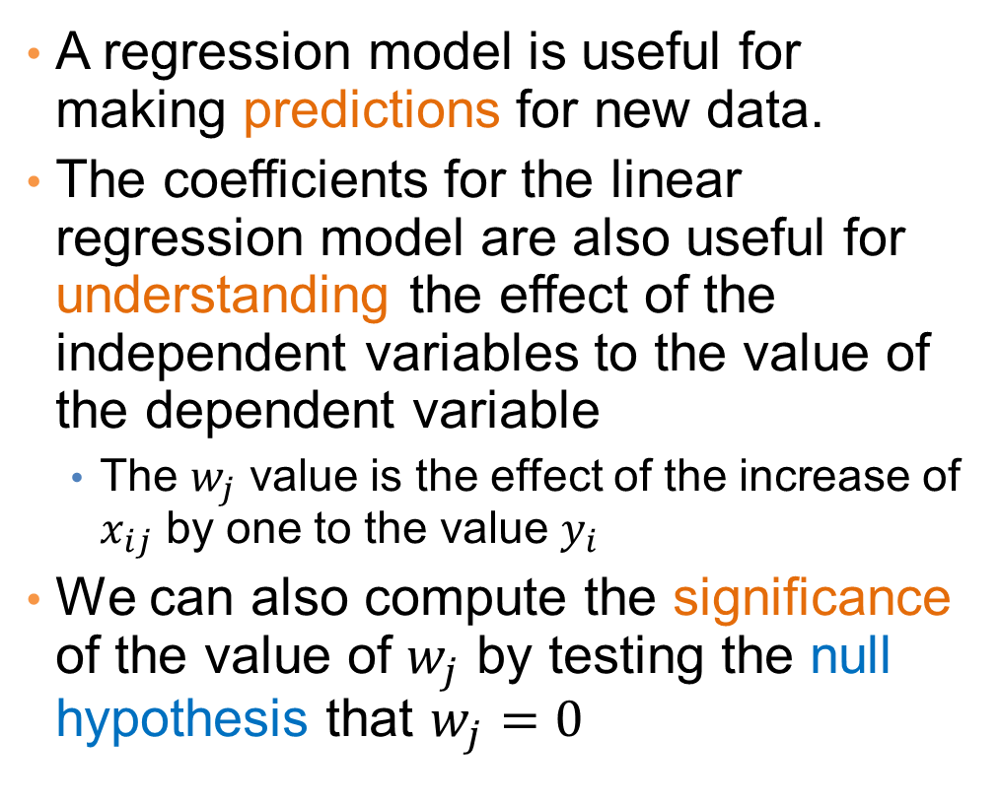 • A regression model is useful for
making predictions for new data.
• The coefficients for the linear
regression model are also useful for
understanding the effect of the
independent variables to the value of
the dependent variable
• The $w_j$ value is the effect of the increase of
$x_{ij}$ by one to the value $y_i$
• We can also compute the significance
of the value of $w_j$ by testing the null
hypothesis that $w_j = 0$